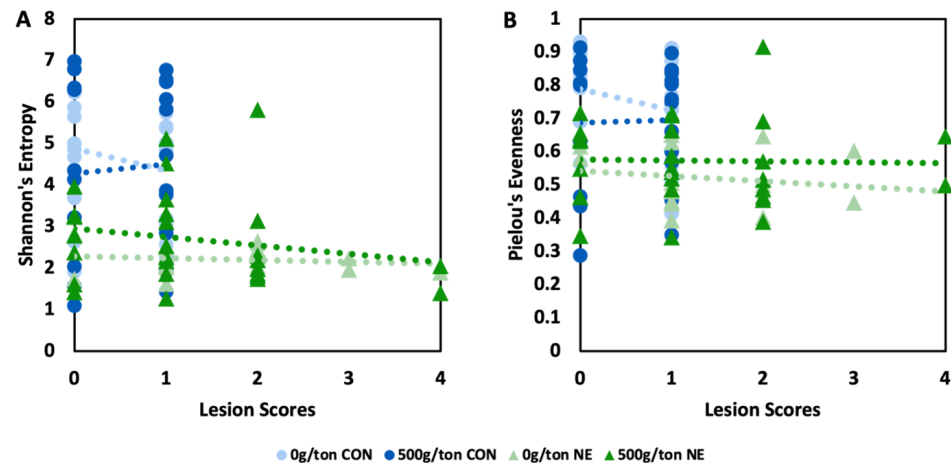 A
Shannon's Entropy
8
7
6
5
4
3
2
1
0
0 1 2 3 4
Lesion Scores
B
Pielou's Evenness
1
0.9
0.8
0.7
0.6
0.5
0.4
0.3
0.2
0.1
0
0 1 2 3 4
Lesion Scores
0g/ton CON 500g/ton CON 0g/ton NE 500g/ton NE